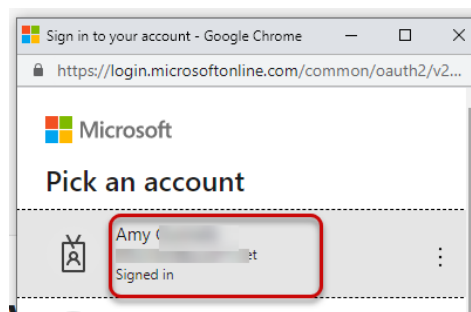 Sign in to your account - Google Chrome
https://login.microsoftonline.com/common/oauth2/v2...
Microsoft
Pick an account
Amy
et
Signed in